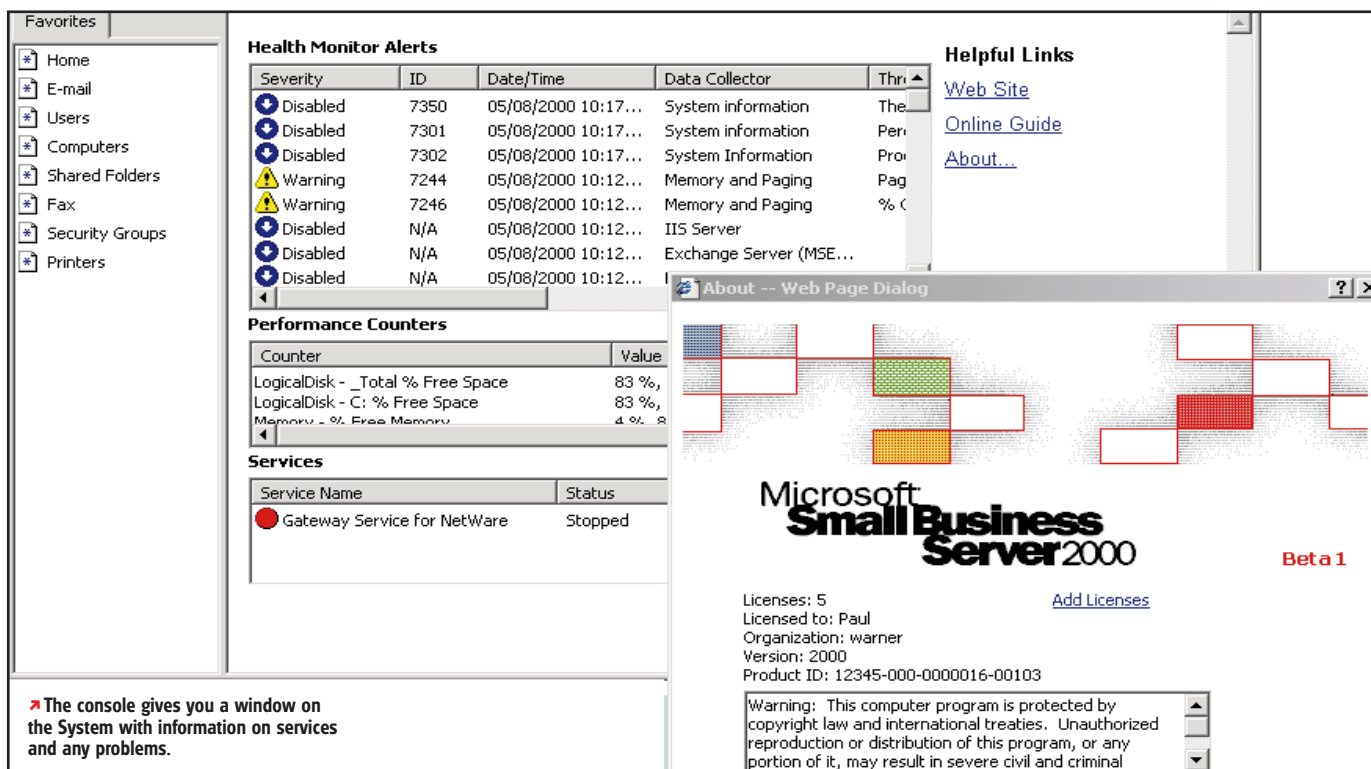 Favorites
Home
E-mail
Users
Computers
Shared Folders
Fax
Security Groups
Printers
Health Monitor Alerts
Severity ID Date/Time Data Collector
Disabled 7350 05/08/2000 10:17... System information The
Disabled 7301 05/08/2000 10:17... System information
Disabled 7302 05/08/2000 10:17... System Information
Warning 7244 05/08/2000 10:12... Memory and Paging Pag
Warning 7246 05/08/2000 10:12... Memory and Paging %
Disabled N/A 05/08/2000 10:12... IIS Server
Disabled N/A 05/08/2000 10:12... Exchange Server (MSE...
Disabled N/A 05/08/2000 10:12...
Performance Counters
Counter Value
LogicalDisk - _Total % Free Space 83 %,
LogicalDisk - C: % Free Space 83 %,
Memory - % Free Memory 4 %, 8
Services
Service Name Status
Gateway Service for NetWare Stopped
Helpful Links
Web Site
Online Guide
About...
About -- Web Page Dialog
Microsoft
Small Business
Server 2000
Beta 1
Licenses: 5 Add Licenses
Licensed to: Paul
Organization: warner
Version: 2000
Product ID: 12345-000-0000016-00103
Warning: This computer program is protected by
copyright law and international treaties. Unauthorized
reproduction or distribution of this program, or any
portion of it, may result in severe civil and criminal
The console gives you a window on
the System with information on services
and any problems.